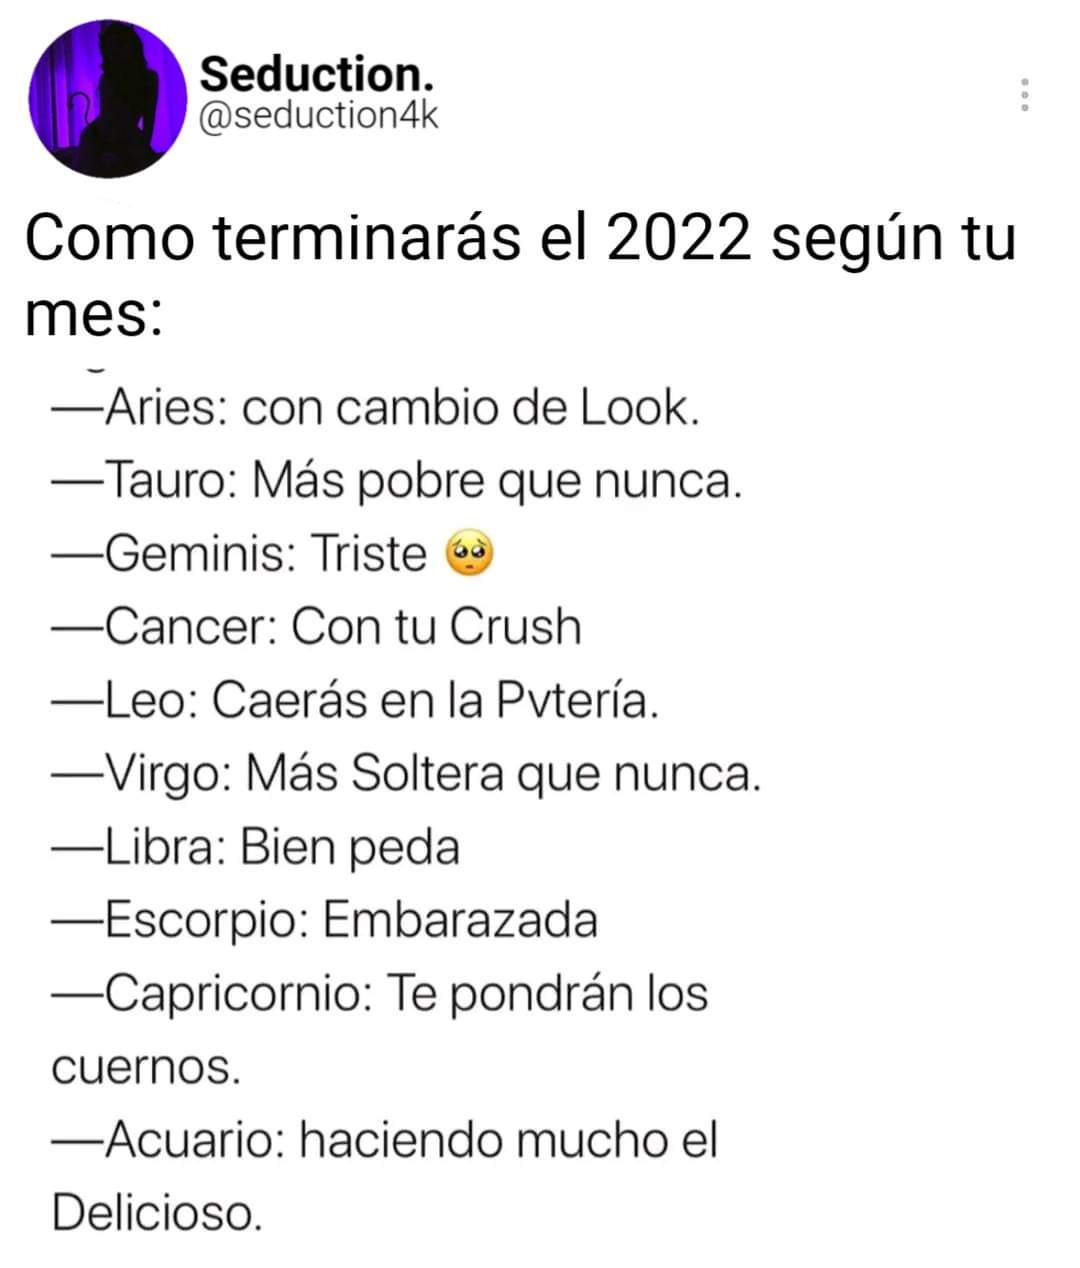 Seduction.
@seduction4k
Como terminarás el 2022 según tu
mes:
—Aries: con cambio de Look.
—Tauro: Más pobre que nunca.
—Geminis: Triste 🥺
—Cancer: Con tu Crush
—Leo: Caerás en la Pvtería.
—Virgo: Más Soltera que nunca.
—Libra: Bien peda
—Escorpio: Embarazada
—Capricornio: Te pondrán los
cuernos.
—Acuario: haciendo mucho el
Delicioso.